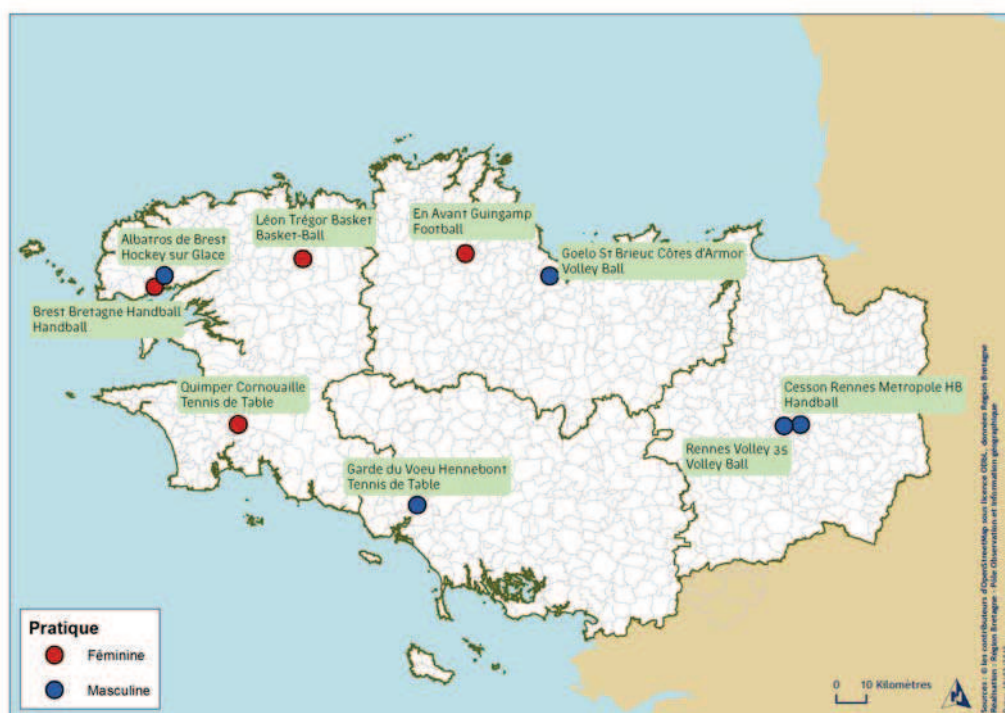 Léon Trégor Basket
Basket-Ball
En Avant Guingamp
Football
Albatros de Brest
Hockey sur Glace
Goelo St Brieuc Côtes d'Armor
Volley Ball
Brest Bretagne Handball
Handball
Quimper Cornouaille
Tennis de Table
Cesson Rennes Metropole HB
Handball
Rennes Volley 35
Volley Ball
Garde du Voeu Hennebont
Tennis de Table
Pratique
Féminine
Masculine
0 10 Kilomètres
Sources : © les contributeurs d'OpenStreetMap sous licence ODbL, données Région Bretagne
Réalisation : Région Bretagne - Pôle Observation et Information géographique